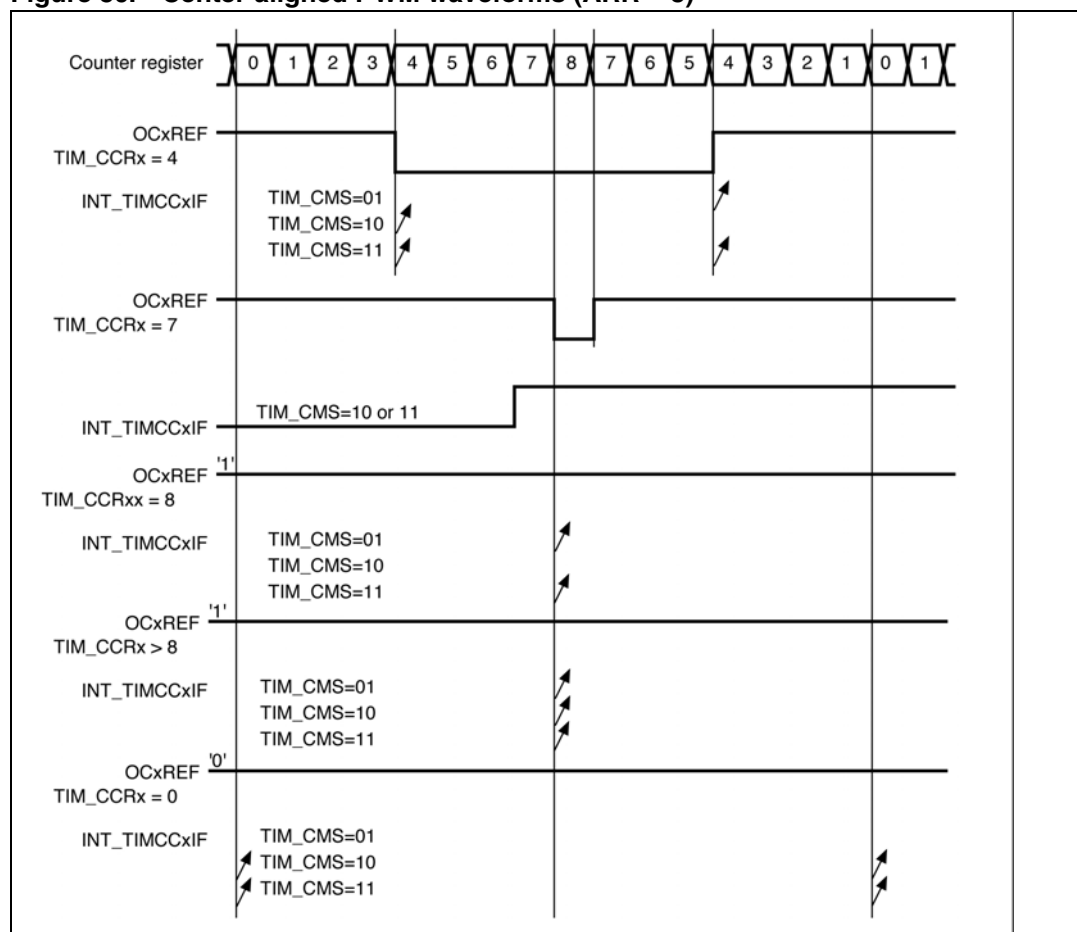 Figure Center-aligned PWM waveforms (ARR = 8)
Counter register 0 1 2 3 4 5 6 7 8 7 6 5 4 3 2 1 0 1
OCxREF
TIM_CCRx = 4
INT_TIMCCxIF
TIM_CMS=01
TIM_CMS=10
TIM_CMS=11
OCxREF
TIM_CCRx = 7
TIM_CMS=10 or 11
INT_TIMCCxIF
'1'
OCxREF
TIM_CCRxx = 8
INT_TIMCCxIF
TIM_CMS=01
TIM_CMS=10
TIM_CMS=11
'1'
OCxREF
TIM_CCRx > 8
INT_TIMCCxIF
TIM_CMS=01
TIM_CMS=10
TIM_CMS=11
'0'
OCxREF
TIM_CCRx = 0
INT_TIMCCxIF
TIM_CMS=01
TIM_CMS=10
TIM_CMS=11